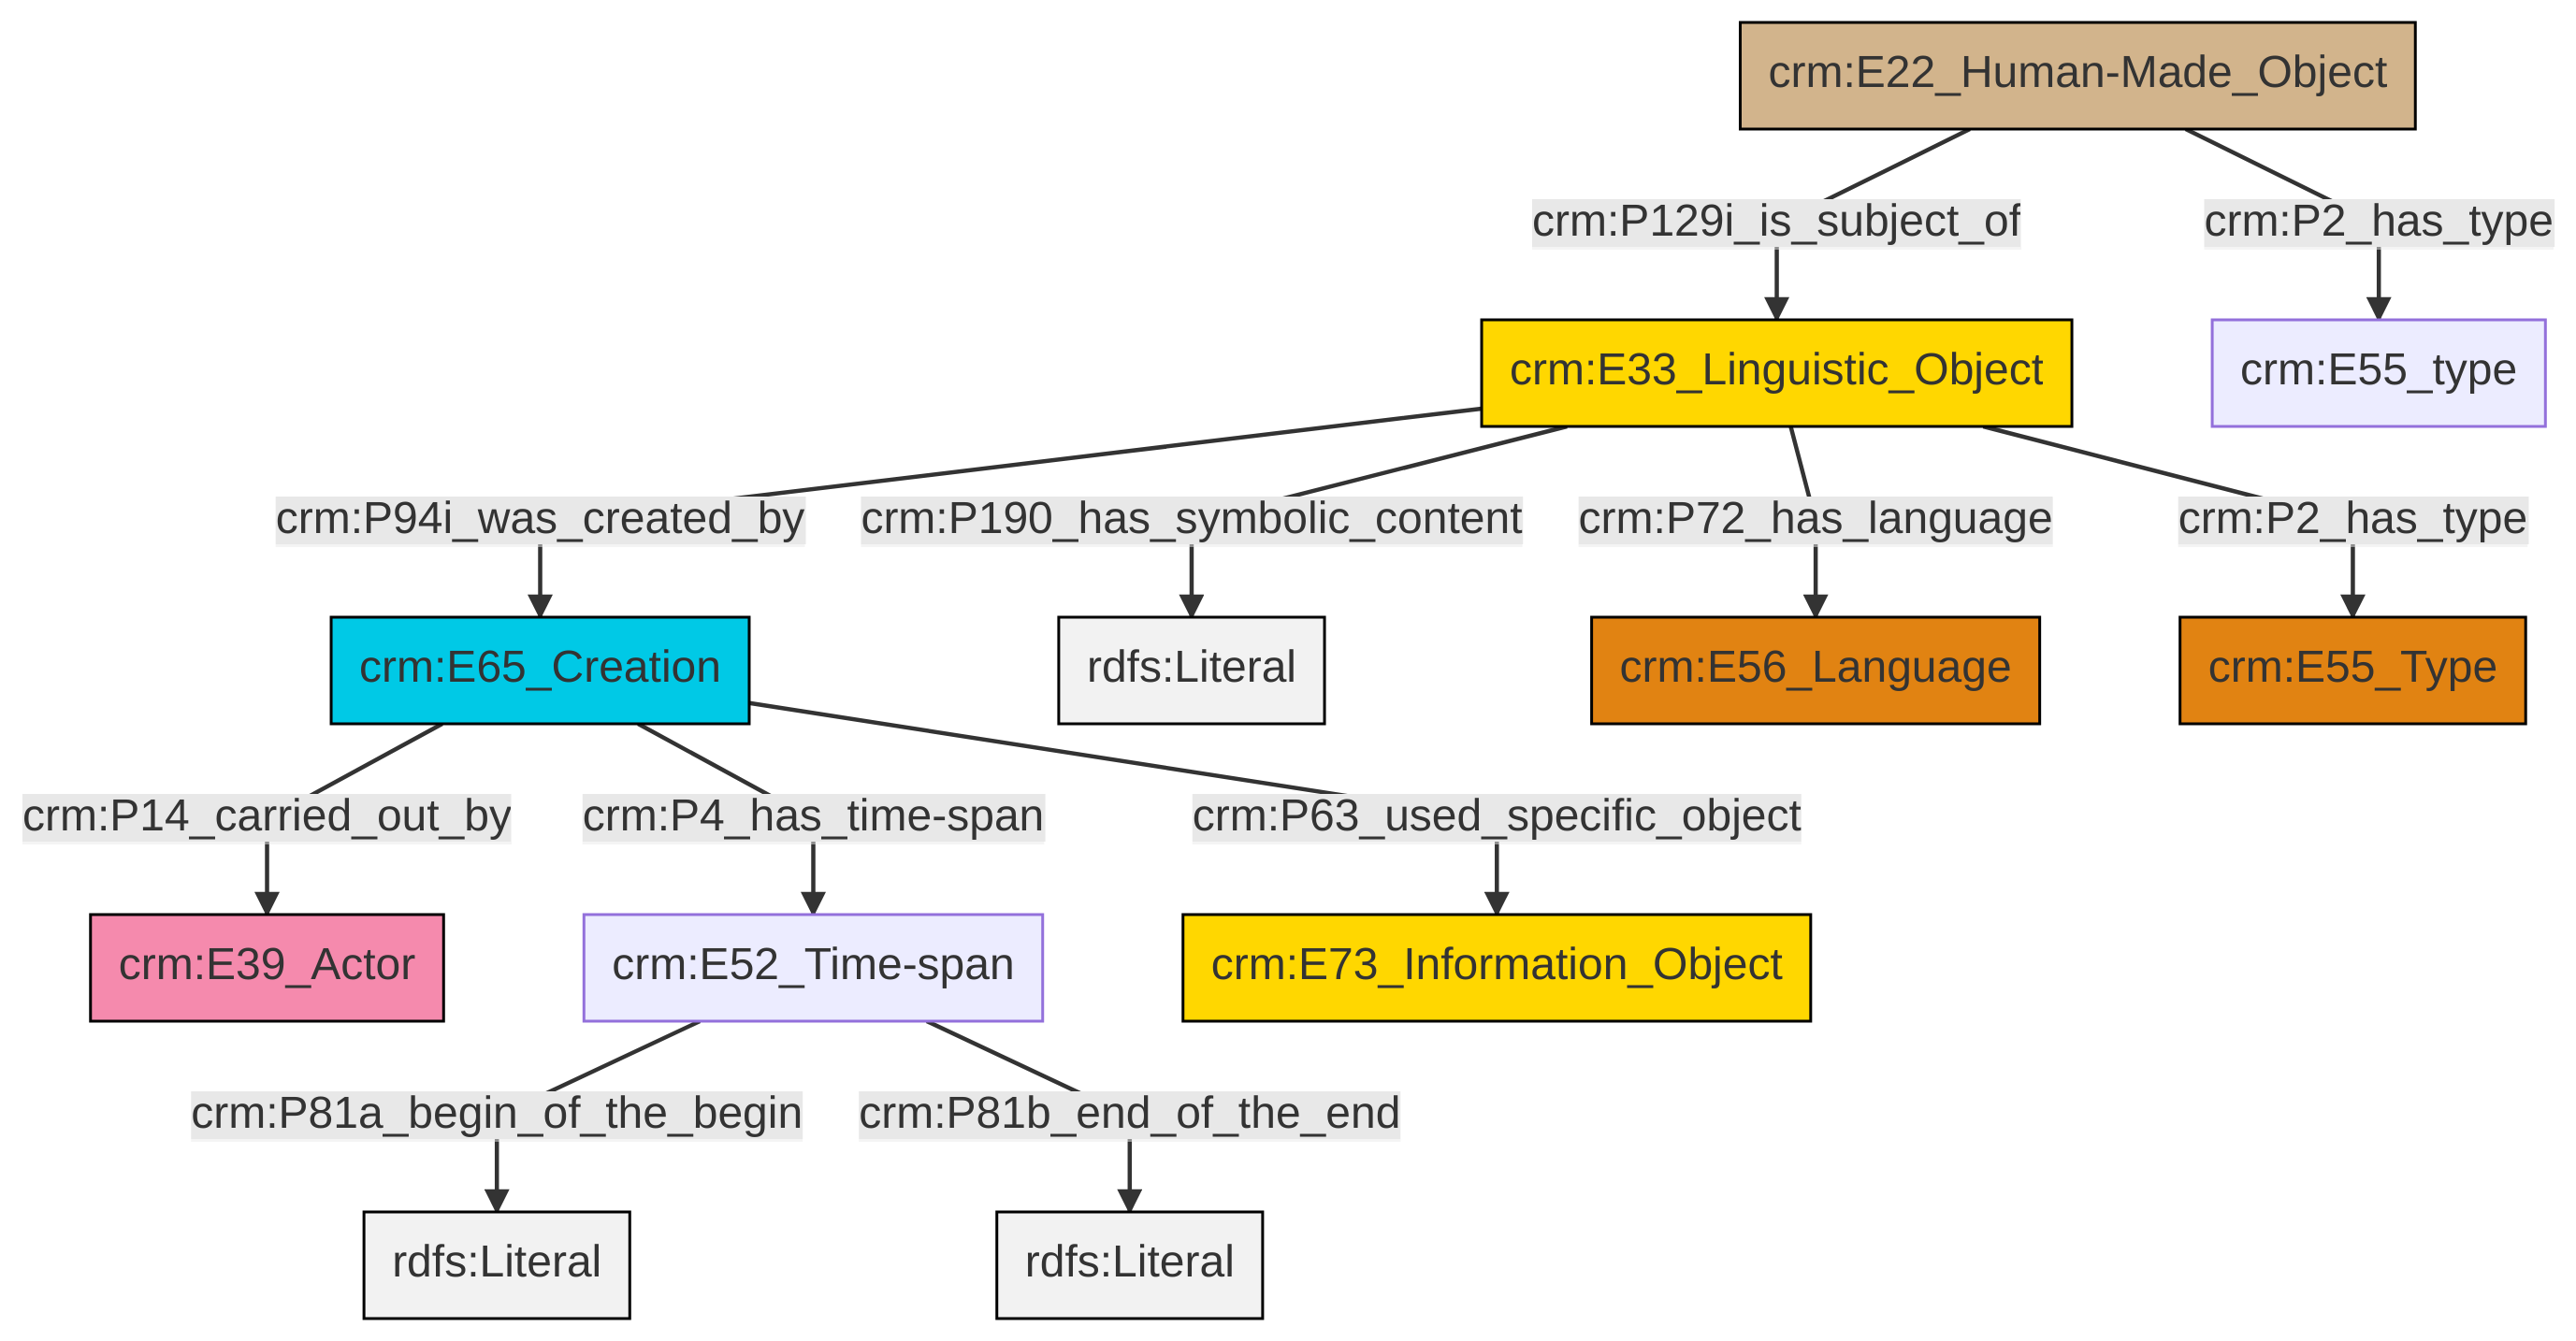 crm:E22_Human-Made_Object
crm:P129i_is_subject_of
crm:P2_has_type
crm:E33_Linguistic_Object
crm:E55_type
crm:P94i_was_created_by
crm:P190_has_symbolic_content
crm:P72_has_language
crm:P2_has_type
crm:E65_Creation
rdfs:Literal
crm:E56_Language
crm:E55_Type
crm:P14_carried_out_by
crm:P4_has_time-span
crm:P63_used_specific_object
crm:E39_Actor
crm:E52_Time-span
crm:E73_Information_Object
crm:P81a_begin_of_the_begin
crm:P81b_end_of_the_end
rdfs:Literal
rdfs:Literal